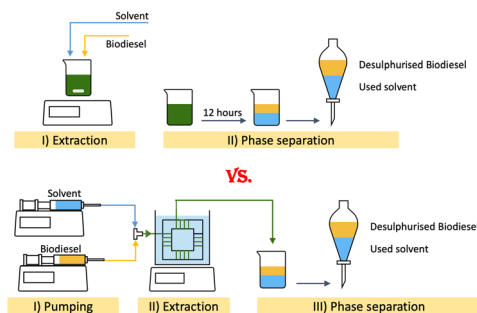 Solvent
Biodiesel
Desulphurised Biodiesel
Used solvent
12 hours
I) Extraction
II) Phase separation
VS.
Solvent
Biodiesel
Desulphurised Biodiese
Used solvent
I) Pumping
II) Extraction
III) Phase separation